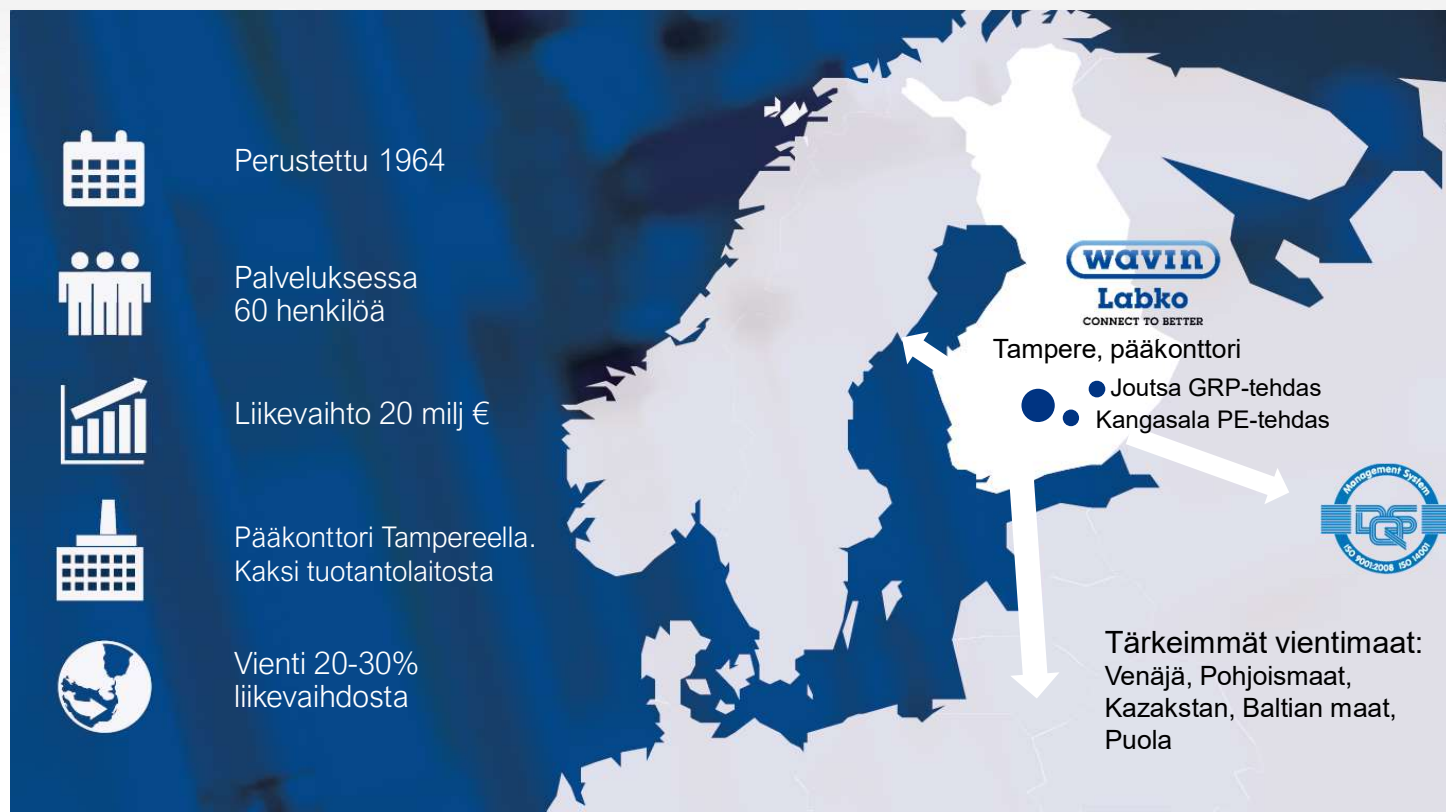 Perustettu 1964
Palveluksessa
60 henkilöä
Liikevaihto 20 milj €
Pääkonttori Tampereella.
Kaksi tuotantolaitosta
Vienti 20-30%
liikevaihdosta
wavin
Labko
CONNECT TO BETTER
Tampere, pääkonttori
Joutsa GRP-tehdas
Kangasala PE-tehdas
Management System
DQS
ISO 9001:2008 ISO 14001
Tärkeimmät vientimaat:
Venäjä, Pohjoismaat,
Kazakstan, Baltian maat,
Puola